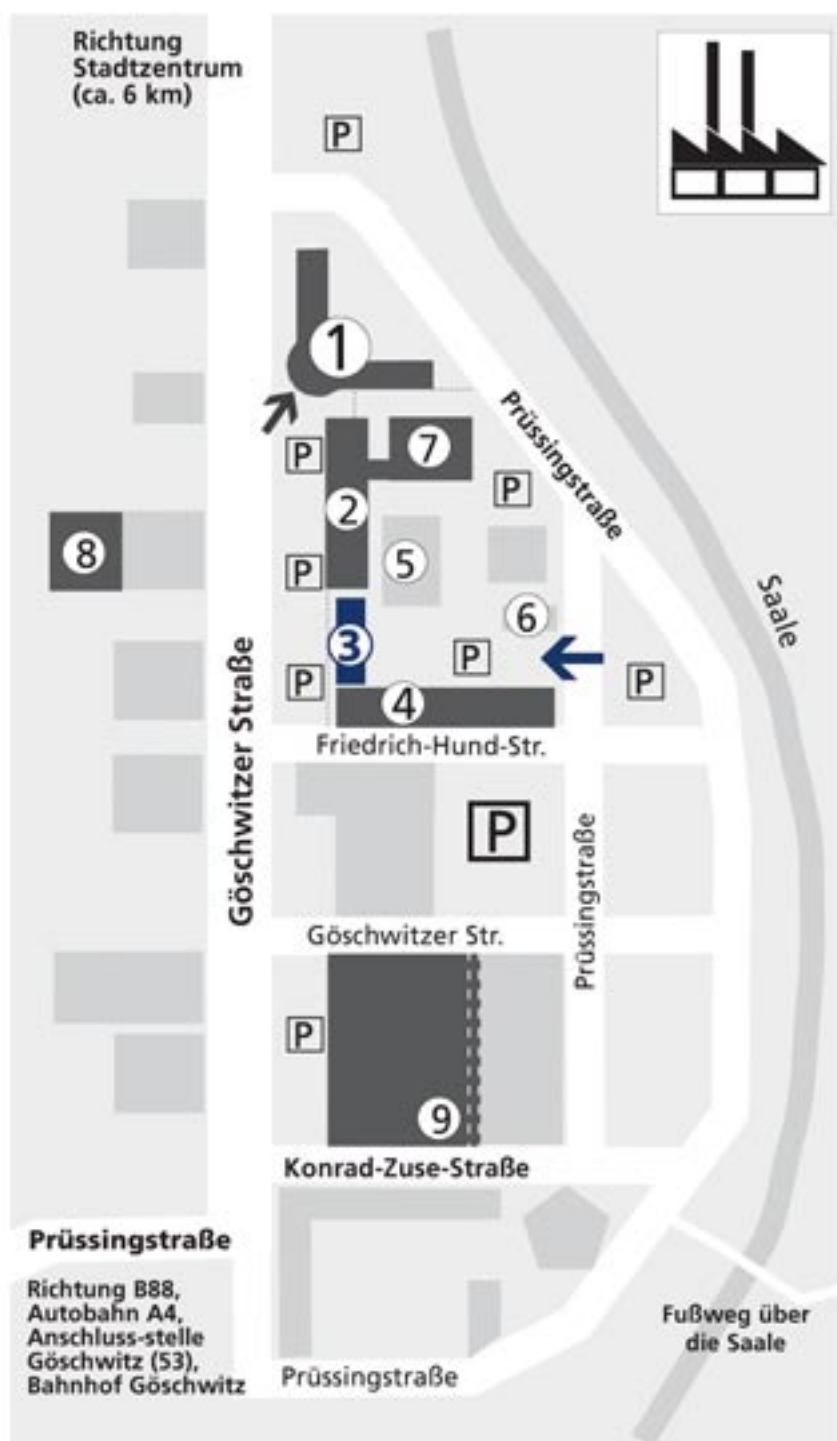 Richtung
Stadtzentrum
(ca. 6 km)
P
1
Prüssingstraße
P
7
P
2
8
5
P
Saale
6
3
P
P
P
4
Göschwitzer Straße
Friedrich-Hund-Str.
P
Prüssingstraße
Göschwitzer Str.
P
9
Konrad-Zuse-Straße
Prüssingstraße
Richtung B88,
Autobahn A4,
Anschluss-stelle
Göschwitz (53),
Bahnhof Göschwitz
Fußweg über
die Saale
Prüssingstraße